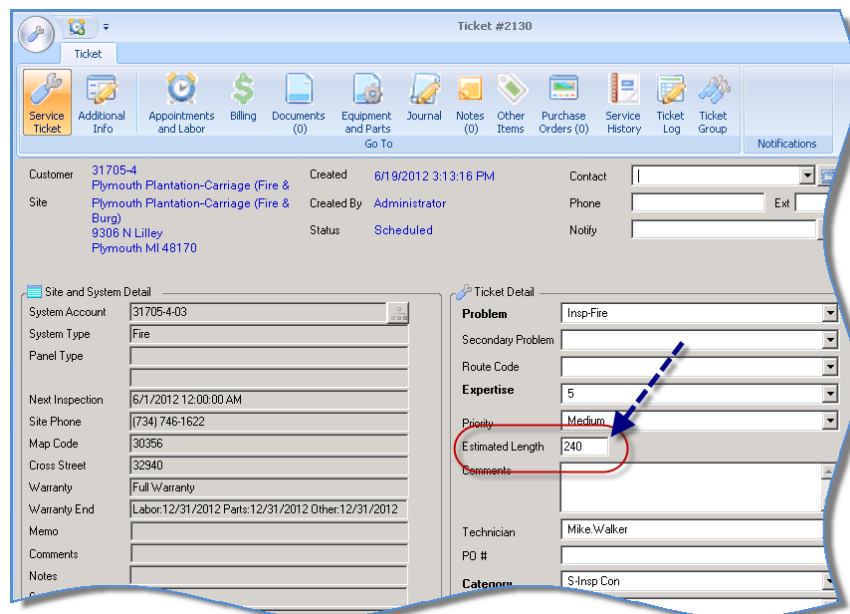 Ticket #2130
Ticket
Service Ticket
Additional Info
Appointments and Labor
Billing
Documents (0)
Equipment and Parts
Journal
Notes (0)
Other Items
Purchase Orders (0)
Service History
Ticket Log
Ticket Group
Go To
Notifications
Customer 31705-4
Plymouth Plantation-Carriage (Fire &
Site Plymouth Plantation-Carriage (Fire &
Burg)
9306 N Lilley
Plymouth MI 48170
Created 6/19/2012 3:13:16 PM
Created By Administrator
Status Scheduled
Contact
Phone Ext
Notify
Site and System Detail
System Account 31705-4-03
System Type Fire
Panel Type
Next Inspection 6/1/2012 12:00:00 AM
Site Phone (734) 746-1622
Map Code 30356
Cross Street 32940
Warranty Full Warranty
Warranty End Labor:12/31/2012 Parts:12/31/2012 Other:12/31/2012
Memo
Comments
Notes
Ticket Detail
Problem Insp-Fire
Secondary Problem
Route Code
Expertise 5
Priority Medium
Estimated Length 240
Comments
Technician Mike.Walker
PO #
Category S-Insp Con